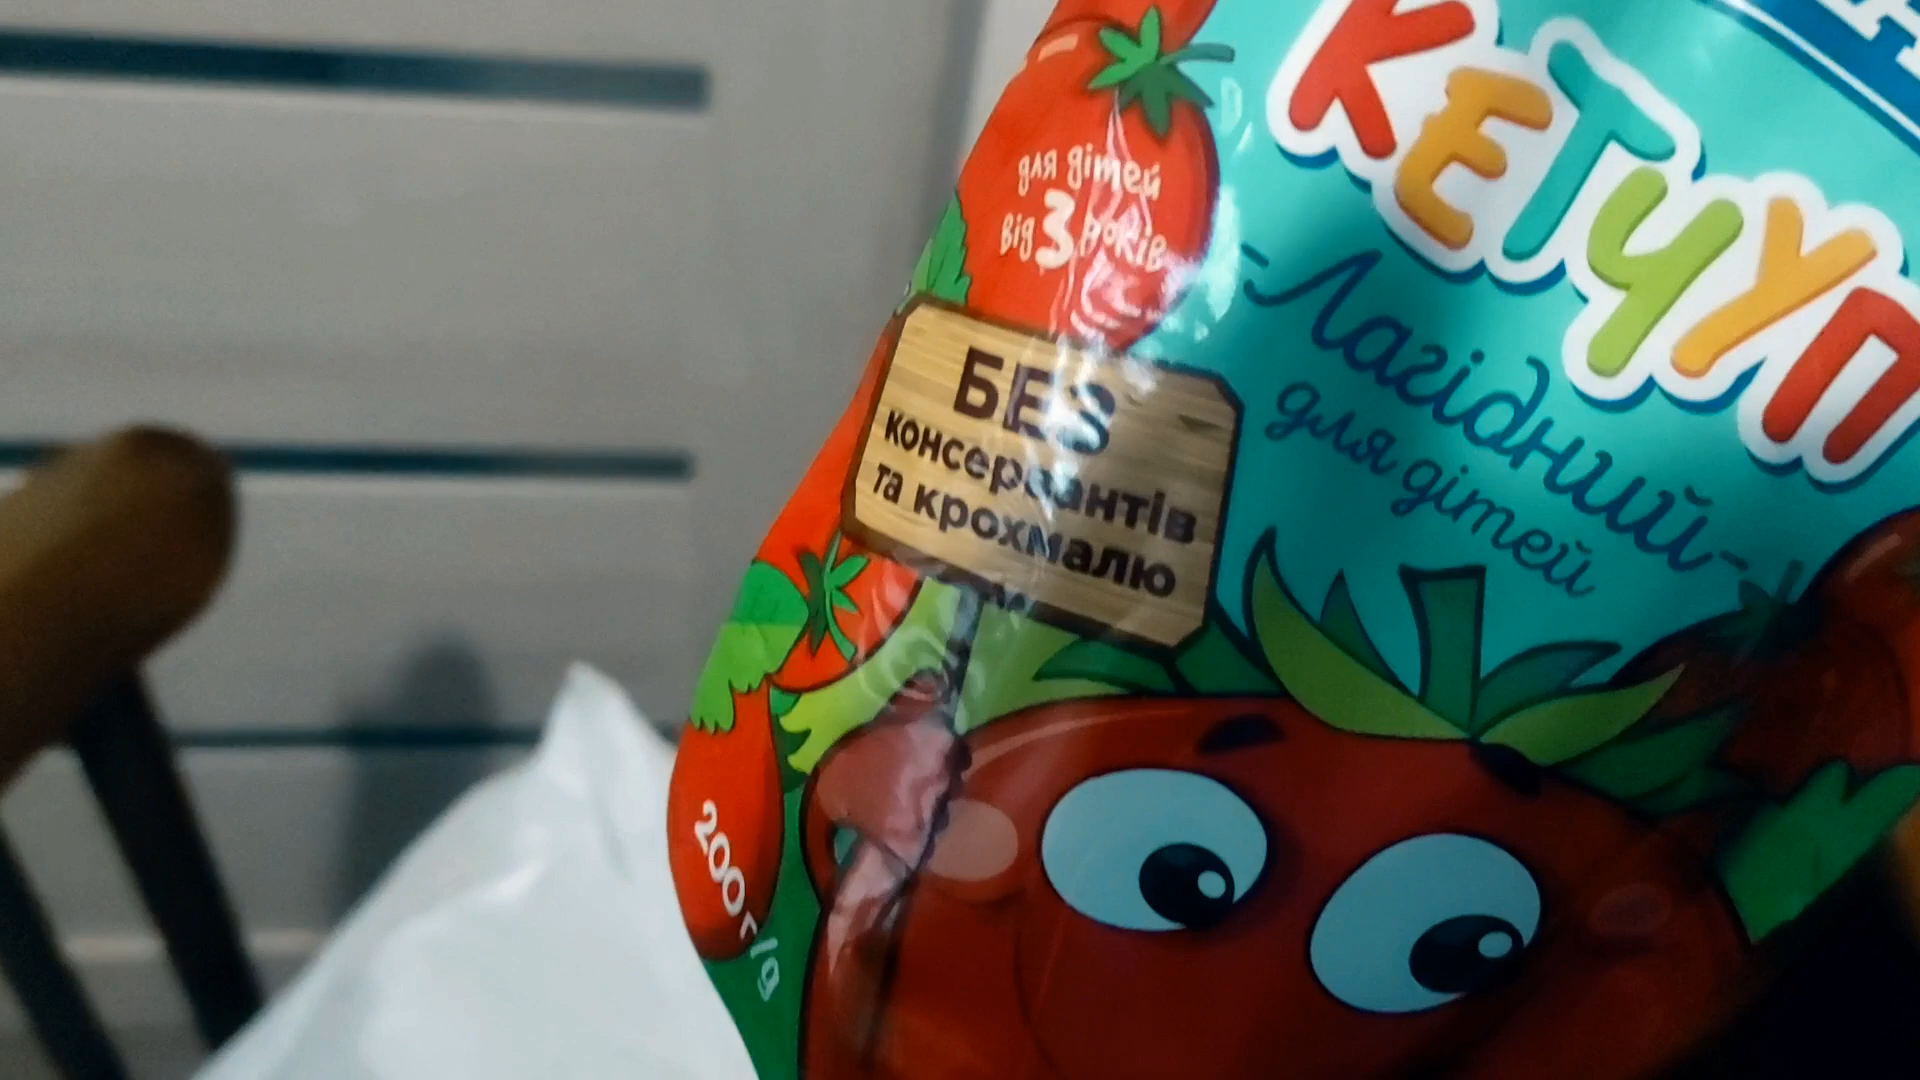 КЕТЧУП
-Лагідний-
для дітей
для дітей
від 3 років
БЕЗ
консервантів
та крохмалю
200 г/g